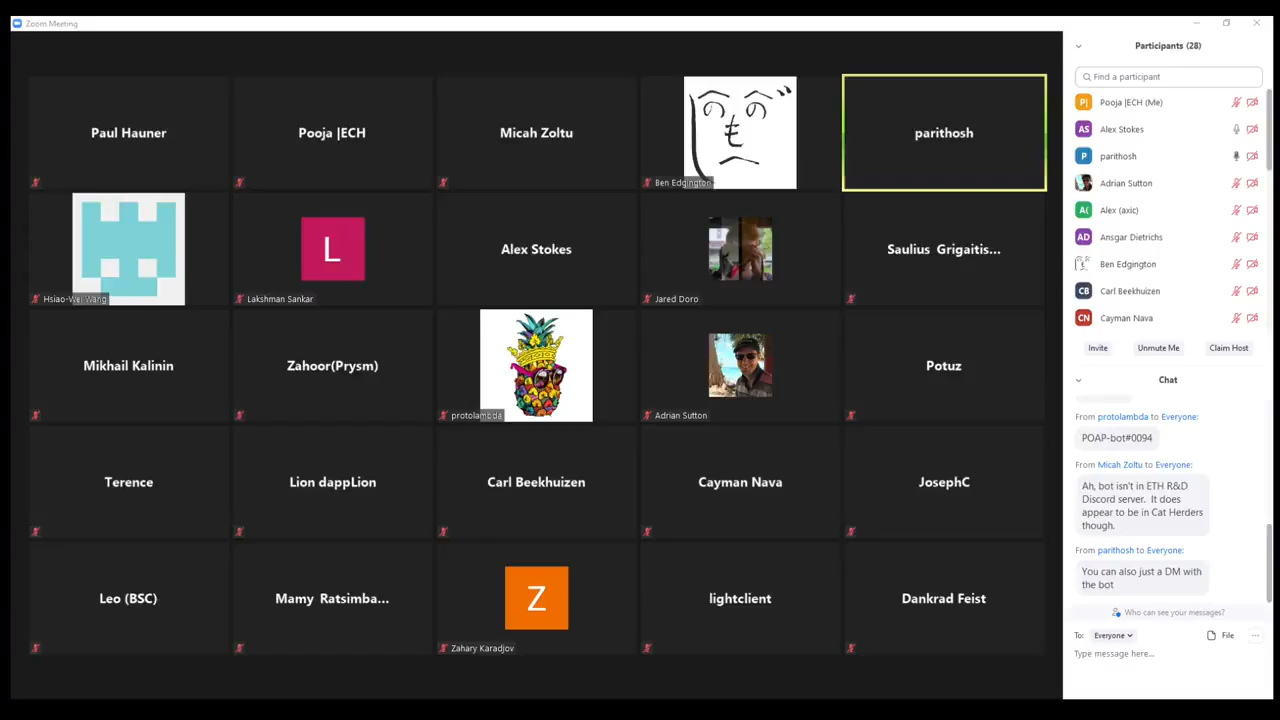 Zoom Meeting
Paul Hauner
Pooja |ECH
Micah Zoltu
Ben Edgington
parithosh
Hsiao-Wei Wang
L
Lakshman Sankar
Alex Stokes
Jared Doro
Saulius Grigaitis...
Mikhail Kalinin
Zahoor(Prysm)
protolambda
Adrian Sutton
Potuz
Terence
Lion dappLion
Carl Beekhuizen
Cayman Nava
JosephC
Leo (BSC)
Mamy Ratsimba...
Z
Zahary Karadjov
lightclient
Dankrad Feist
Participants (28)
Find a participant
P| Pooja |ECH (Me)
AS Alex Stokes
P parithosh
Adrian Sutton
A( Alex (axic)
AD Ansgar Dietrichs
Ben Edgington
CB Carl Beekhuizen
CN Cayman Nava
Invite Unmute Me Claim Host
Chat
From protolambda to Everyone:
POAP-bot#0094
From Micah Zoltu to Everyone:
Ah, bot isn't in ETH R&D
Discord server. It does
appear to be in Cat Herders
though.
From parithosh to Everyone:
You can also just a DM with
the bot
Who can see your messages?
To: Everyone File ...
Type message here...